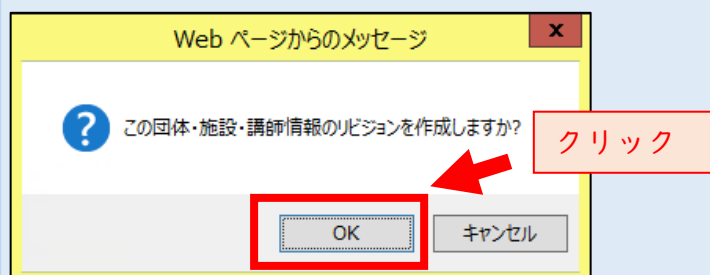 Web ページからのメッセージ
x
?
この団体・施設・講師情報のリビジョンを作成しますか?
クリック
OK
キャンセル